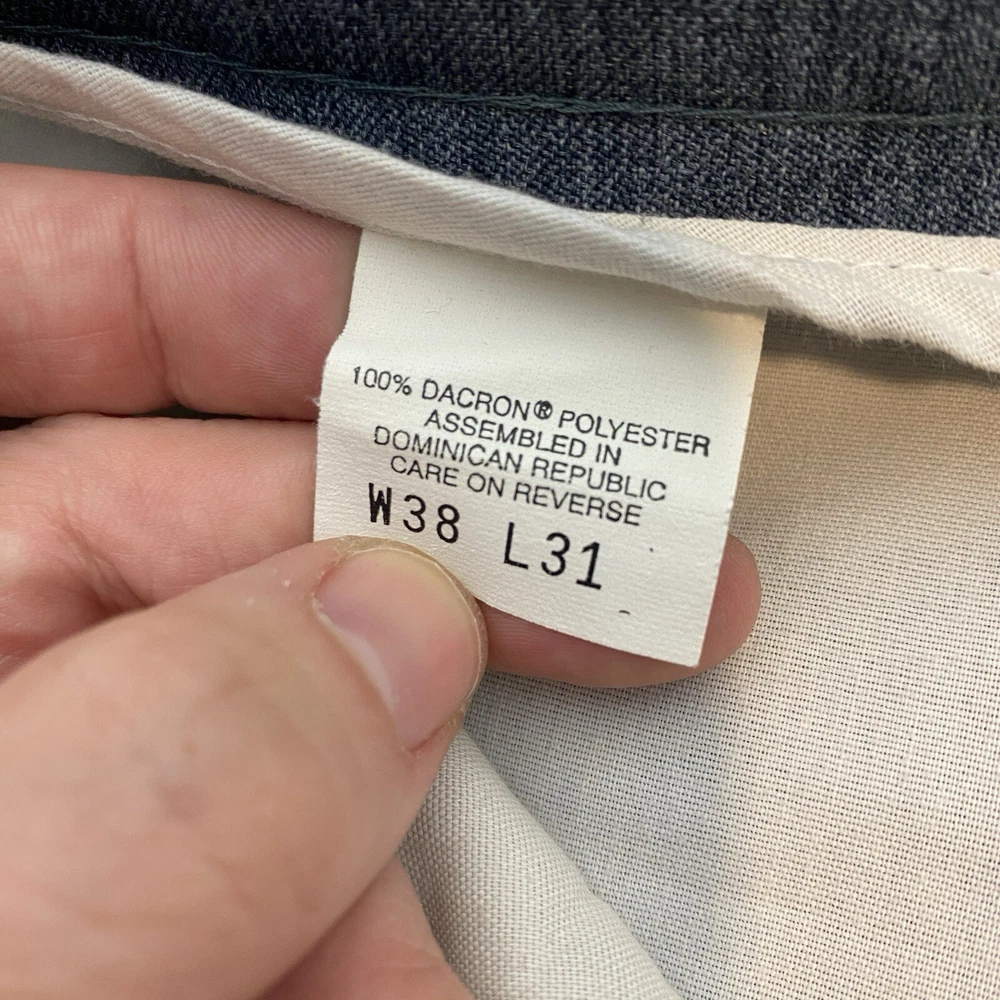 100% DACRON® POLYESTER
ASSEMBLED IN
DOMINICAN REPUBLIC
CARE ON REVERSE
W38 L31